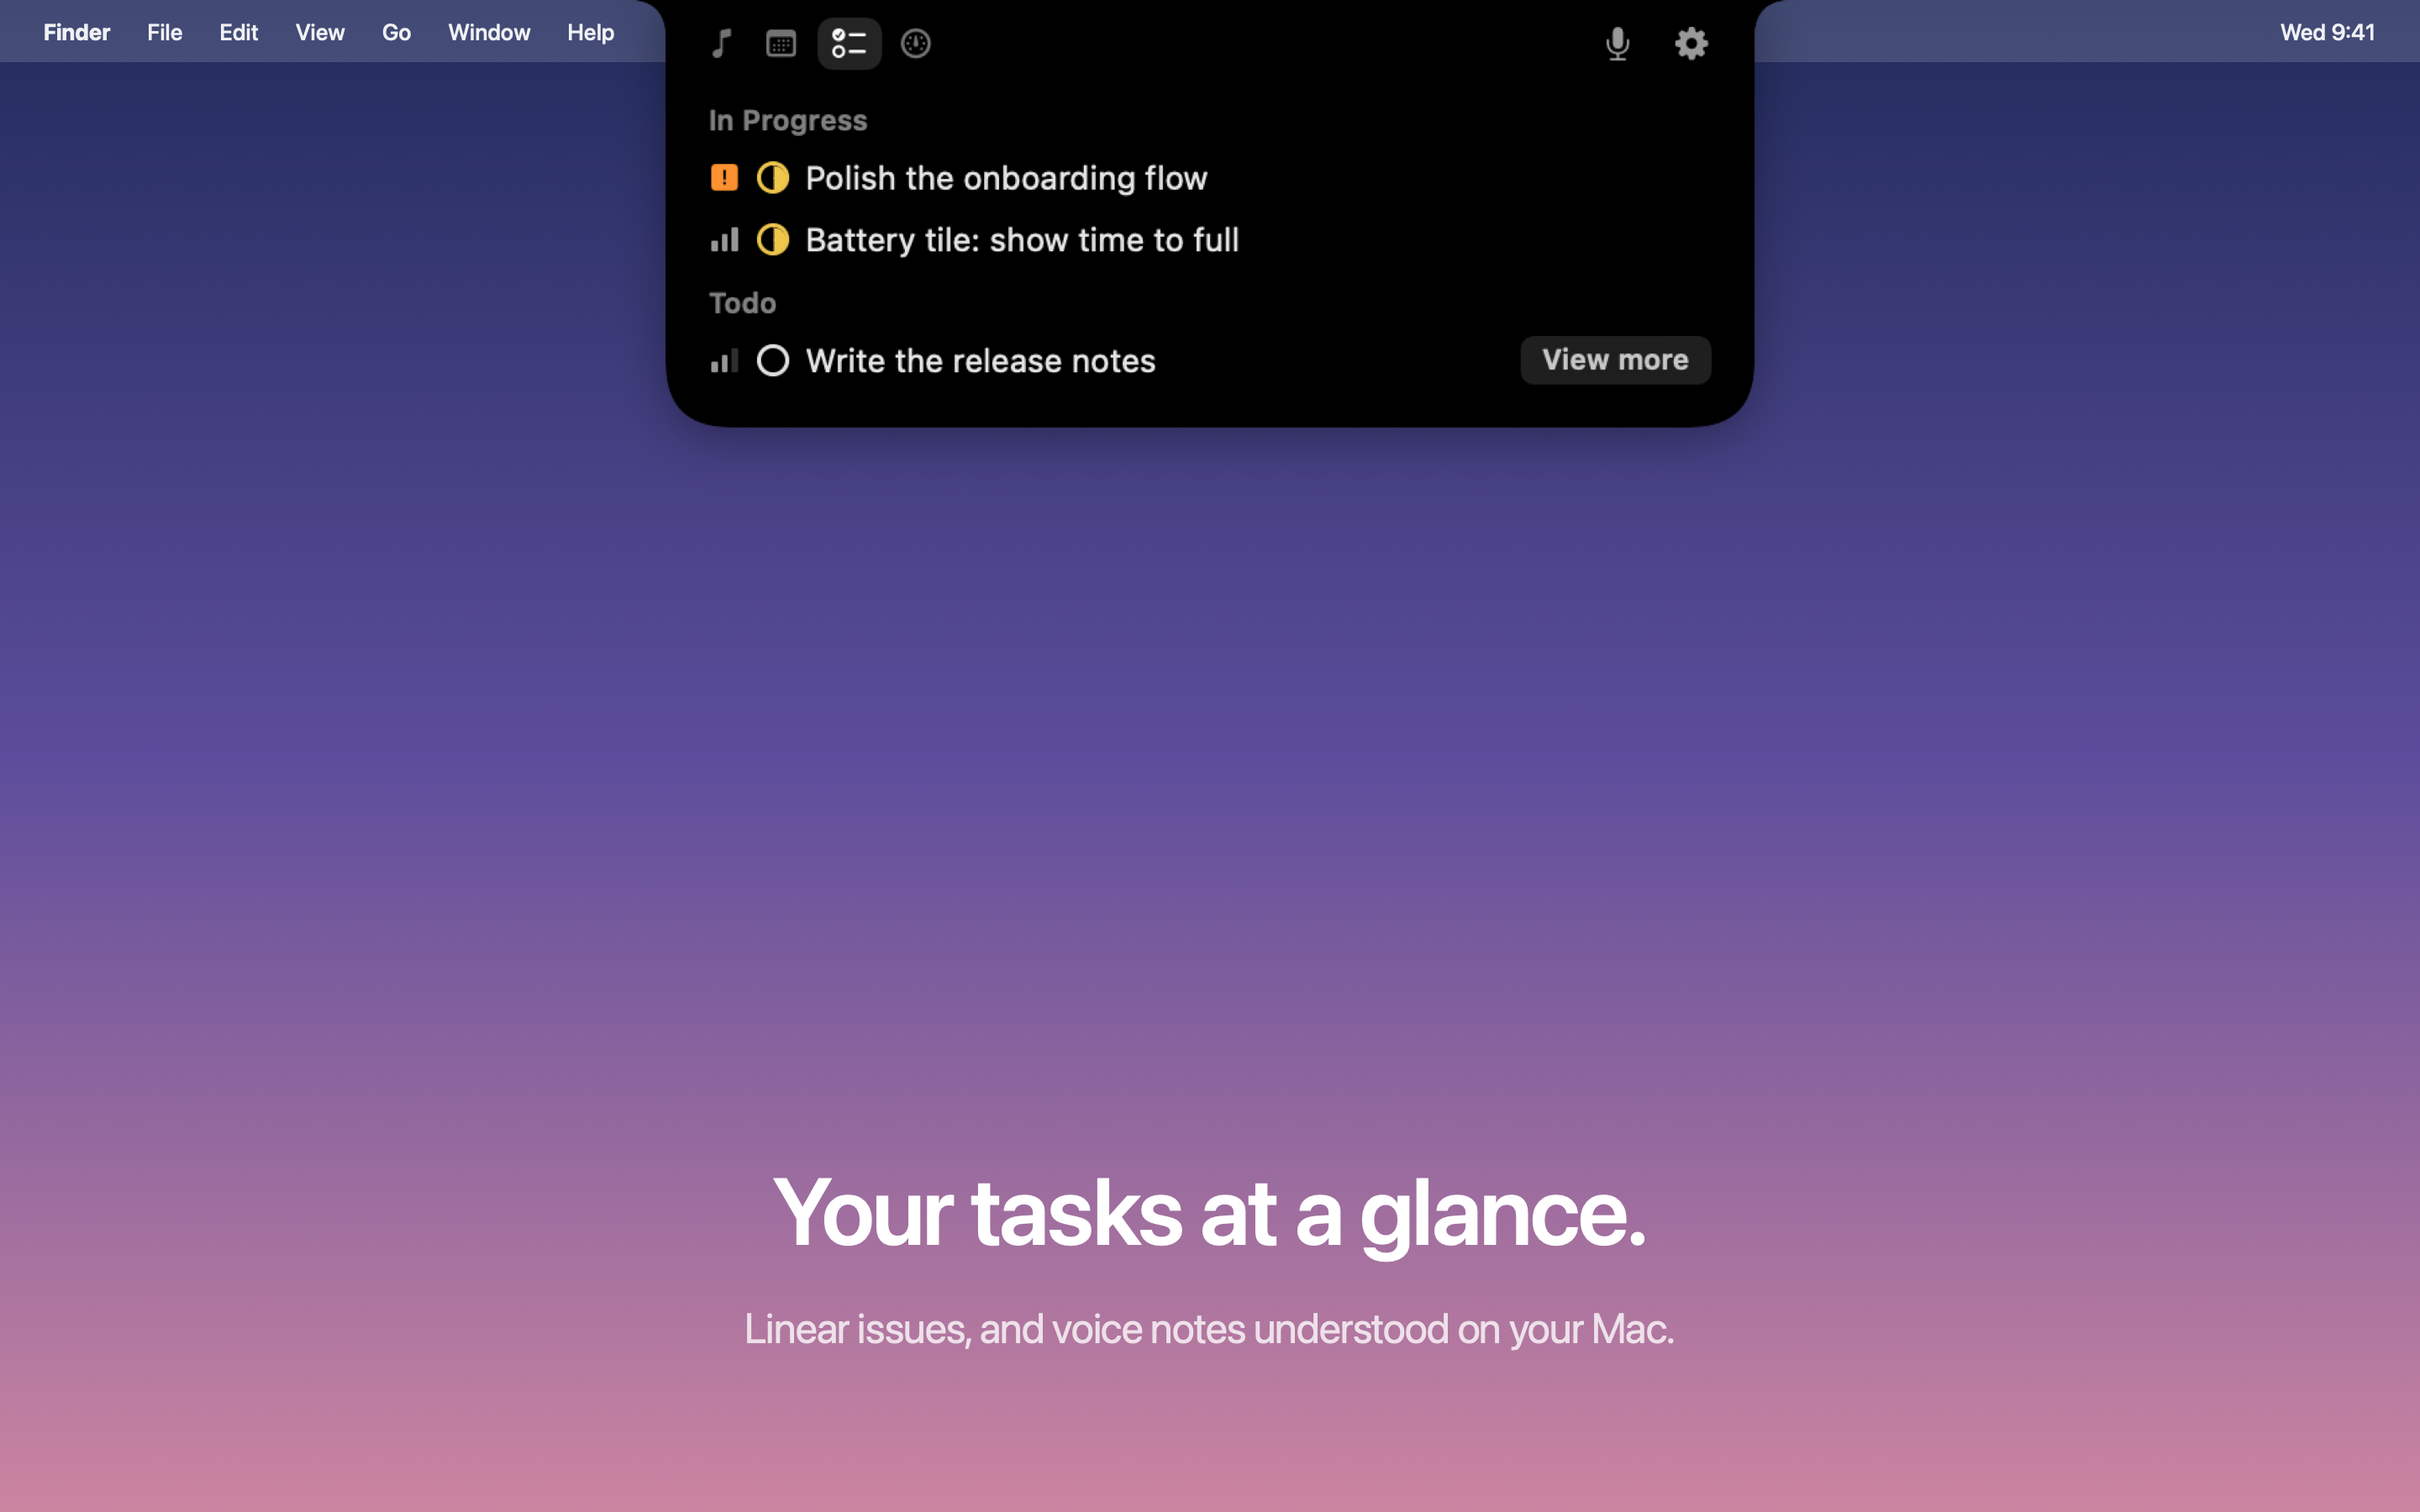 Finder File Edit View Go Window Help
Wed 9:41
In Progress
Polish the onboarding flow
Battery tile: show time to full
Todo
Write the release notes
View more
Your tasks at a glance.
Linear issues, and voice notes understood on your Mac.